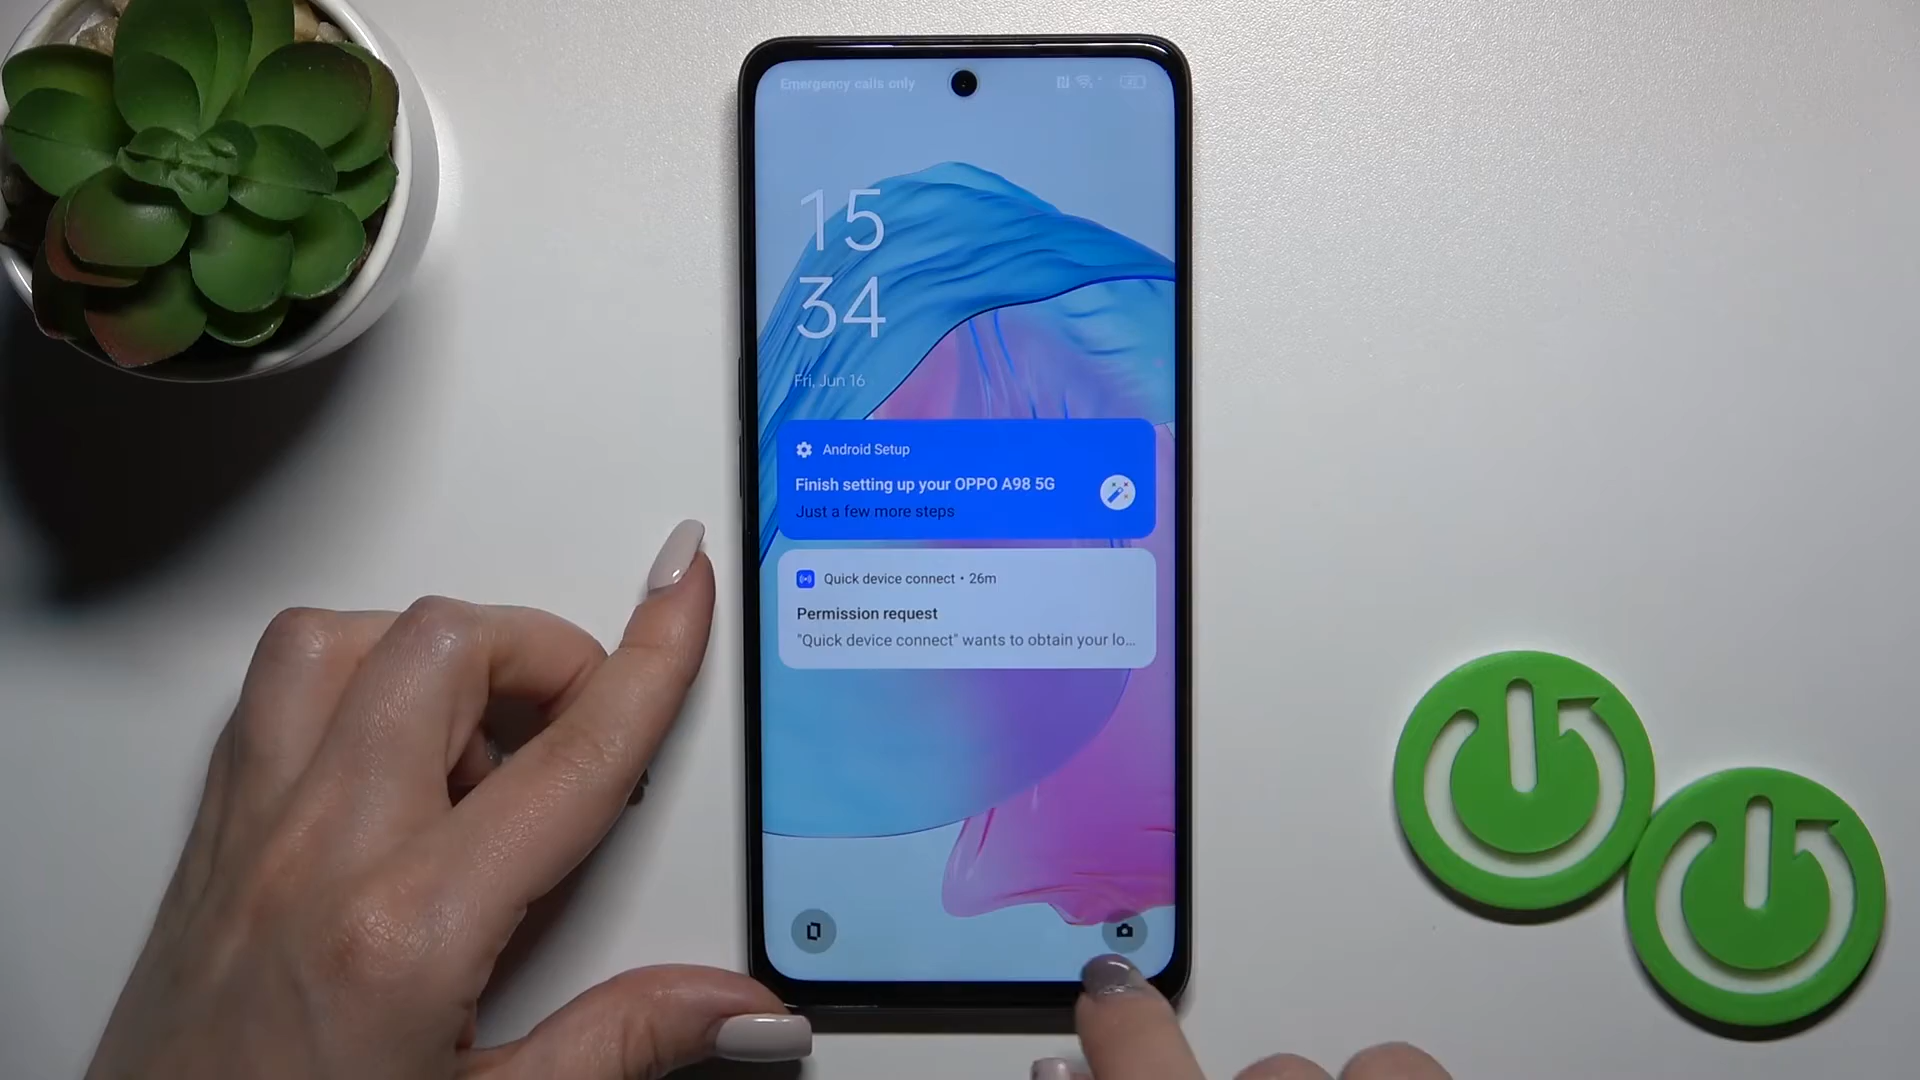 Emergency calls only
15
34
Fri, Jun 16
Android Setup
Finish setting up your OPPO A98 5G
Just a few more steps
Quick device connect • 26m
Permission request
"Quick device connect" wants to obtain your lo...